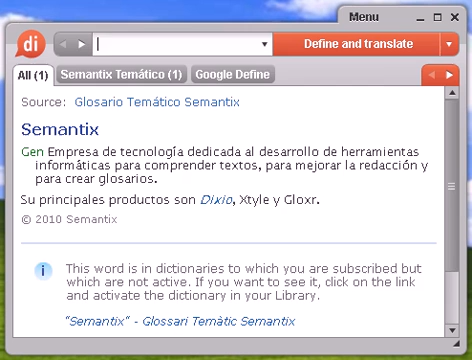 Menu
di
Define and translate
All (1)
Semantix Temático (1)
Google Define
Source: Glosario Temático Semantix
Semantix
Gen Empresa de tecnología dedicada al desarrollo de herramientas
informáticas para comprender textos, para mejorar la redacción y
para crear glosarios.
Su principales productos son Dixio, Xtyle y Gloxr.
© 2010 Semantix
i
This word is in dictionaries to which you are subscribed but
which are not active. If you want to see it, click on the link
and activate the dictionary in your Library.
"Semantix" - Glossari Temàtic Semantix